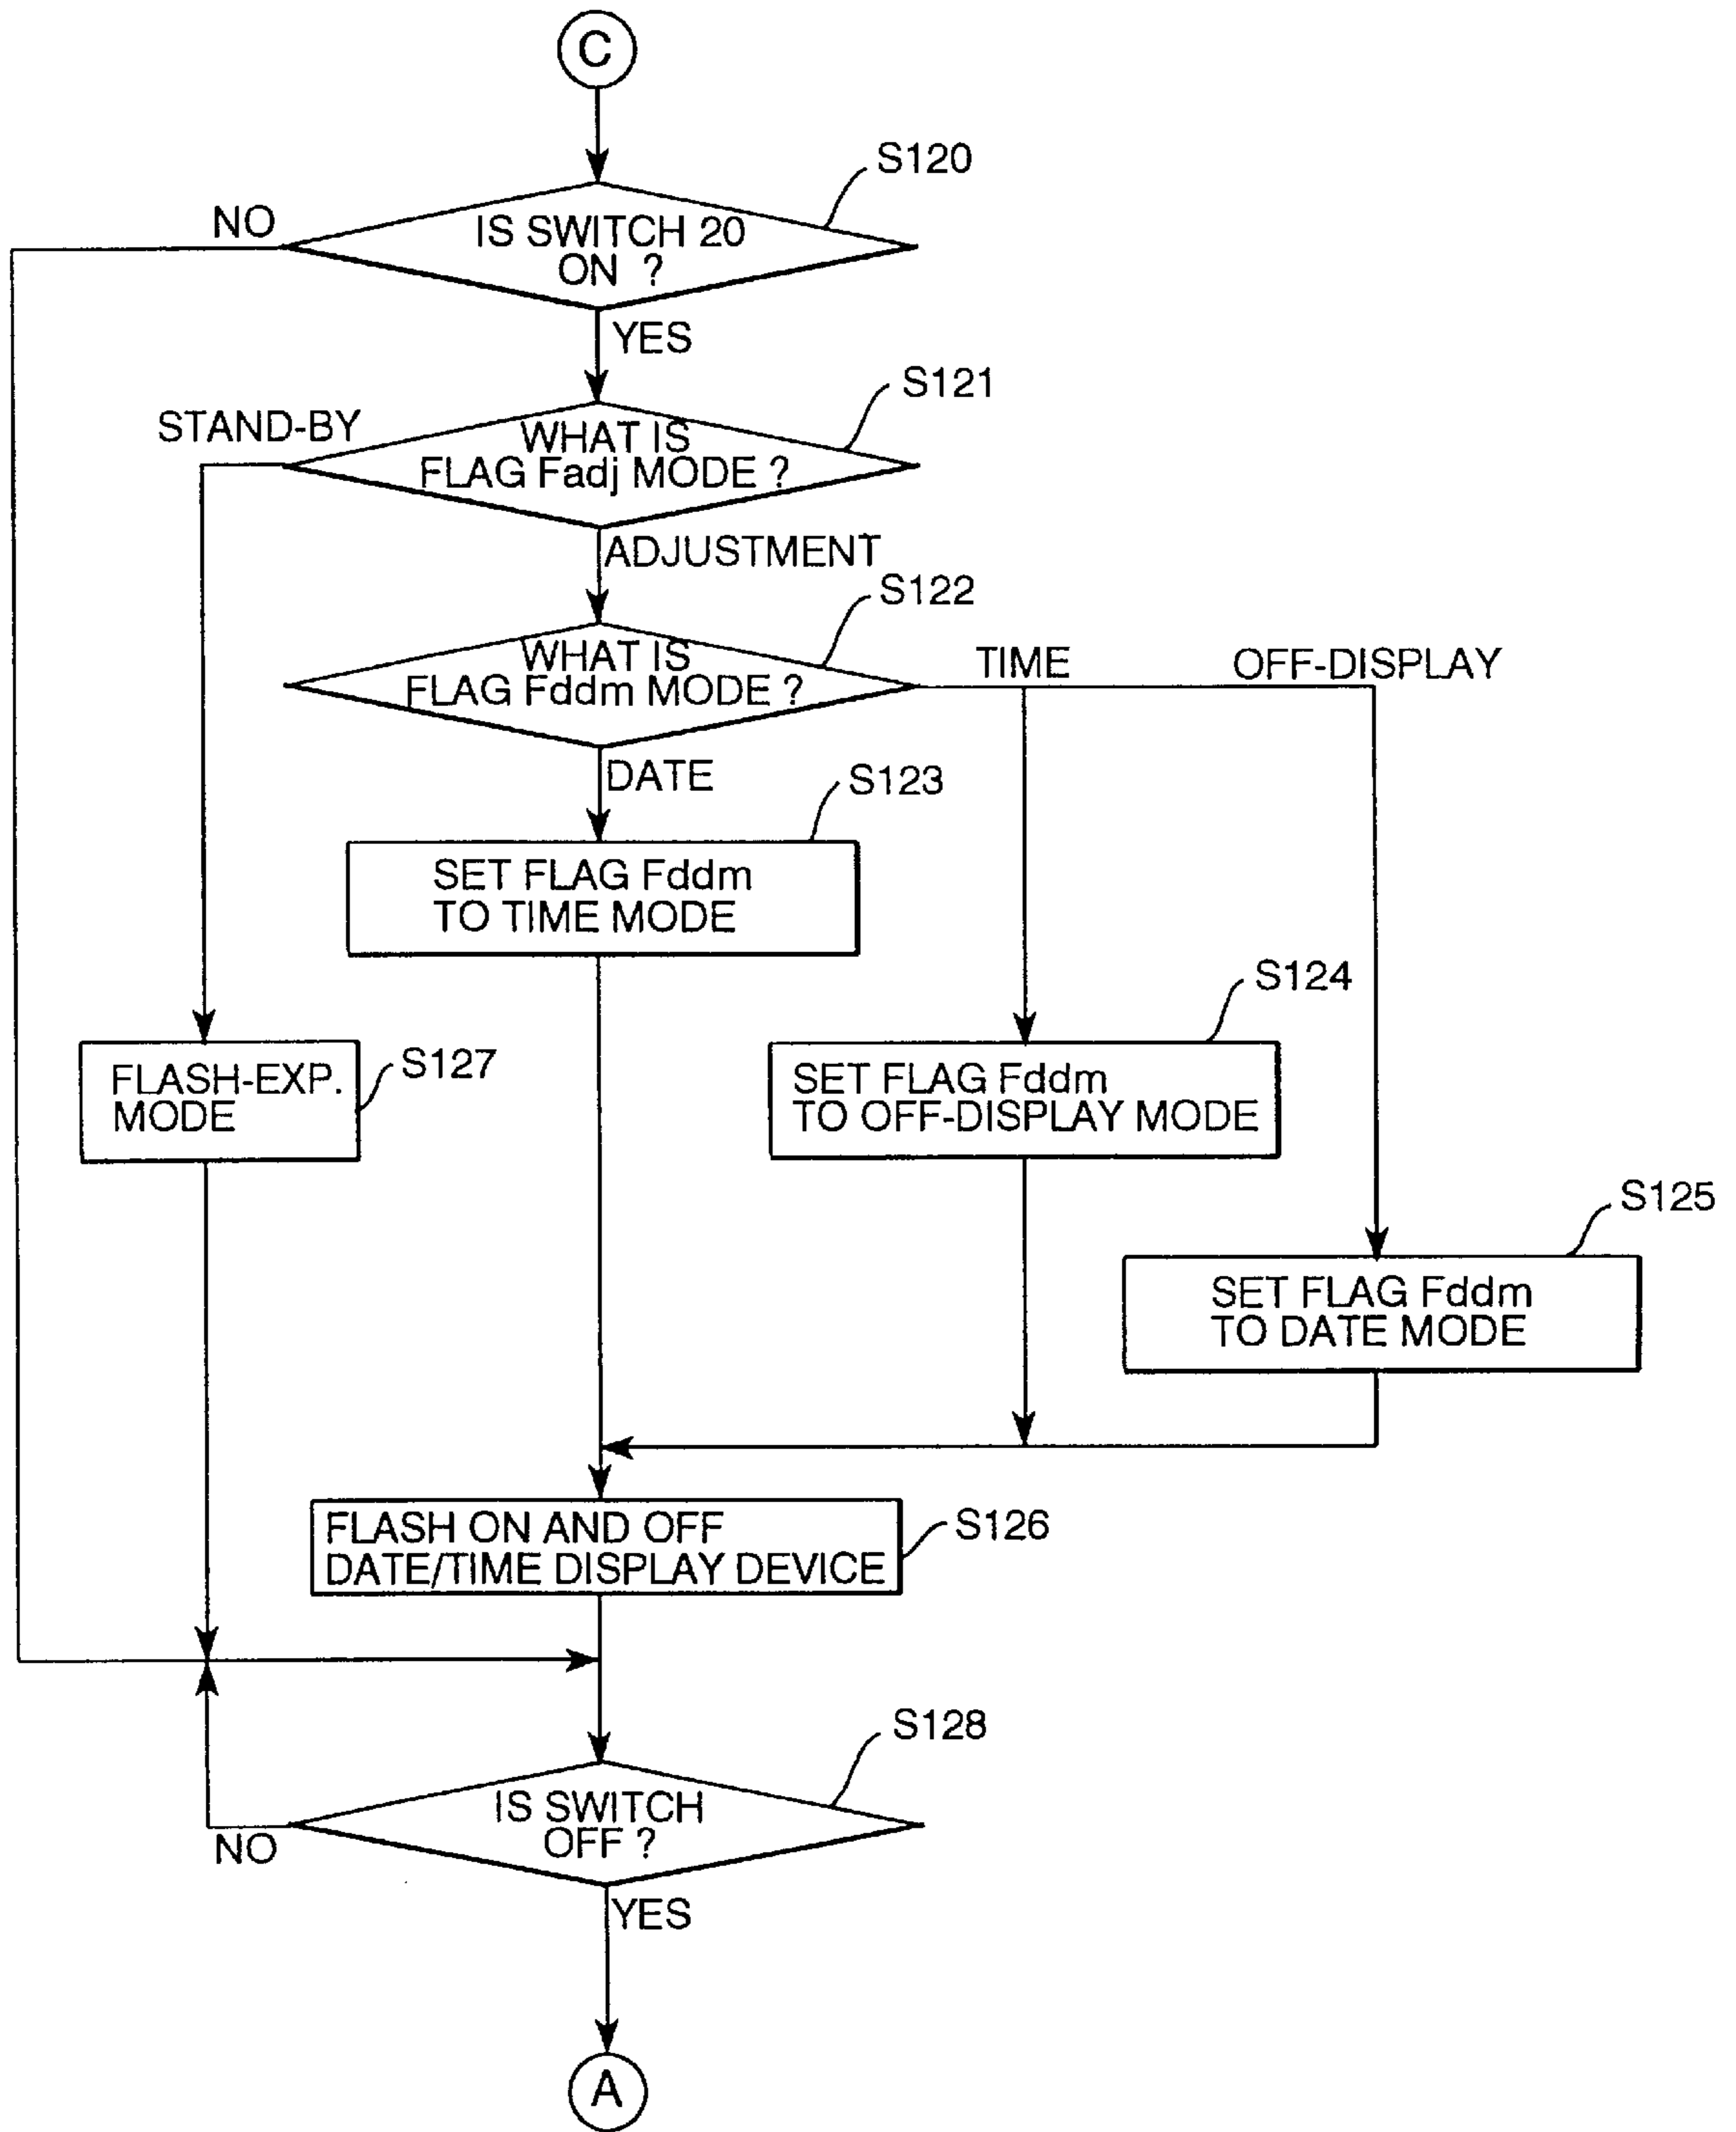 C
S120
NO
IS SWITCH 20
ON ?
YES
S121
STAND-BY
WHAT IS
FLAG Fadj MODE ?
ADJUSTMENT
S122
WHAT IS
FLAG Fddm MODE ?
TIME
OFF-DISPLAY
DATE
S123
SET FLAG Fddm
TO TIME MODE
S124
FLASH-EXP.
MODE
S127
SET FLAG Fddm
TO OFF-DISPLAY MODE
S125
SET FLAG Fddm
TO DATE MODE
FLASH ON AND OFF
DATE/TIME DISPLAY DEVICE
S126
S128
IS SWITCH
OFF ?
NO
YES
A